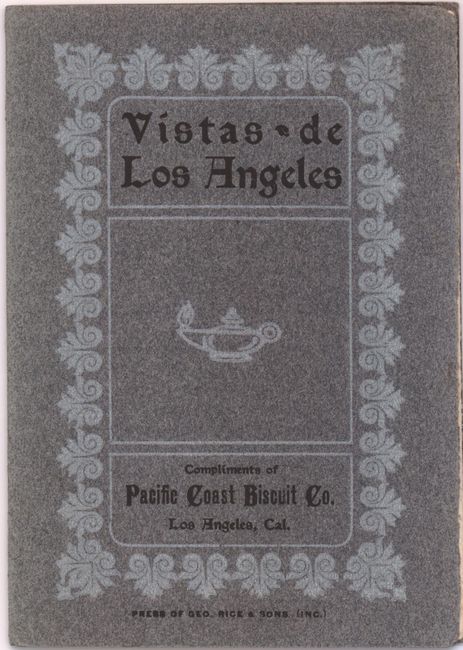 Vistas de
Los Angeles
Compliments of
Pacific Coast Biscuit Co.
Los Angeles, Cal.
PRESS OF GEO. RICE & SONS, (INC.)